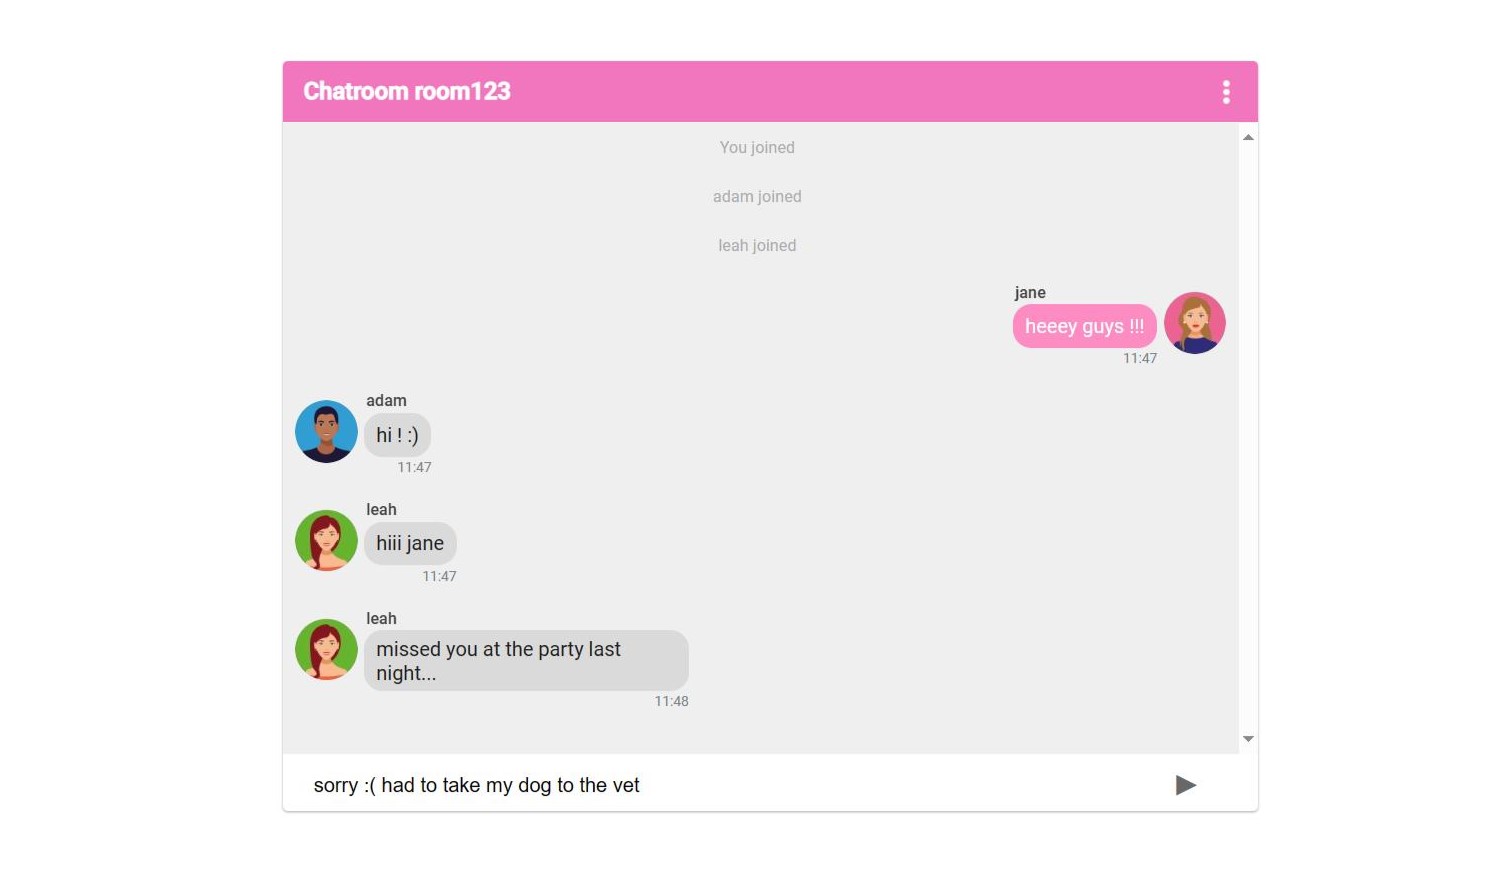 Chatroom room123
You joined
adam joined
leah joined
jane
heeey guys !!!
11:47
adam
hi ! :)
11:47
leah
hiii jane
11:47
leah
missed you at the party last
night...
11:48
sorry :( had to take my dog to the vet